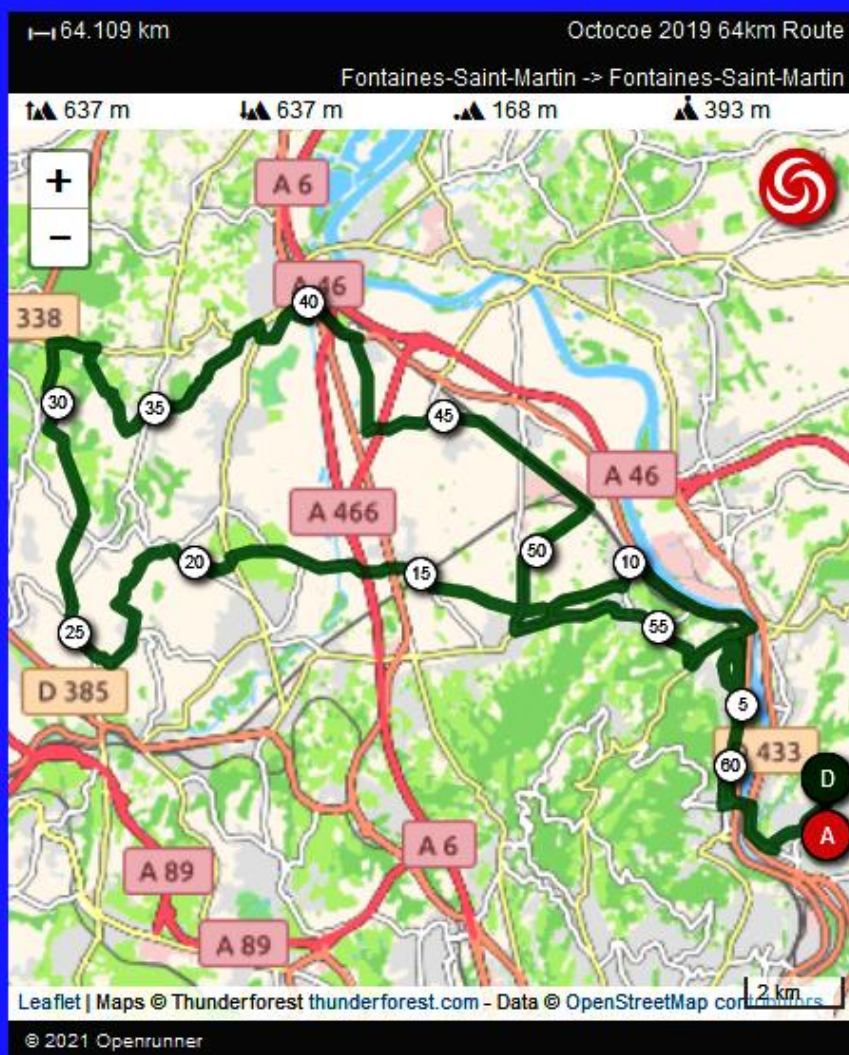 64.109 km Octocoe 2019 64km Route
Fontaines-Saint-Martin -> Fontaines-Saint-Martin
637 m 637 m 168 m 393 m
+
−
A 6
A 46
40
338
30
35
45
A 46
A 466
50
10
20
15
55
25
D 385
5
433
60
D
A
A 6
A 89
A 89
2 km
Leaflet | Maps © Thunderforest thunderforest.com - Data © OpenStreetMap contributors
© 2021 Openrunner